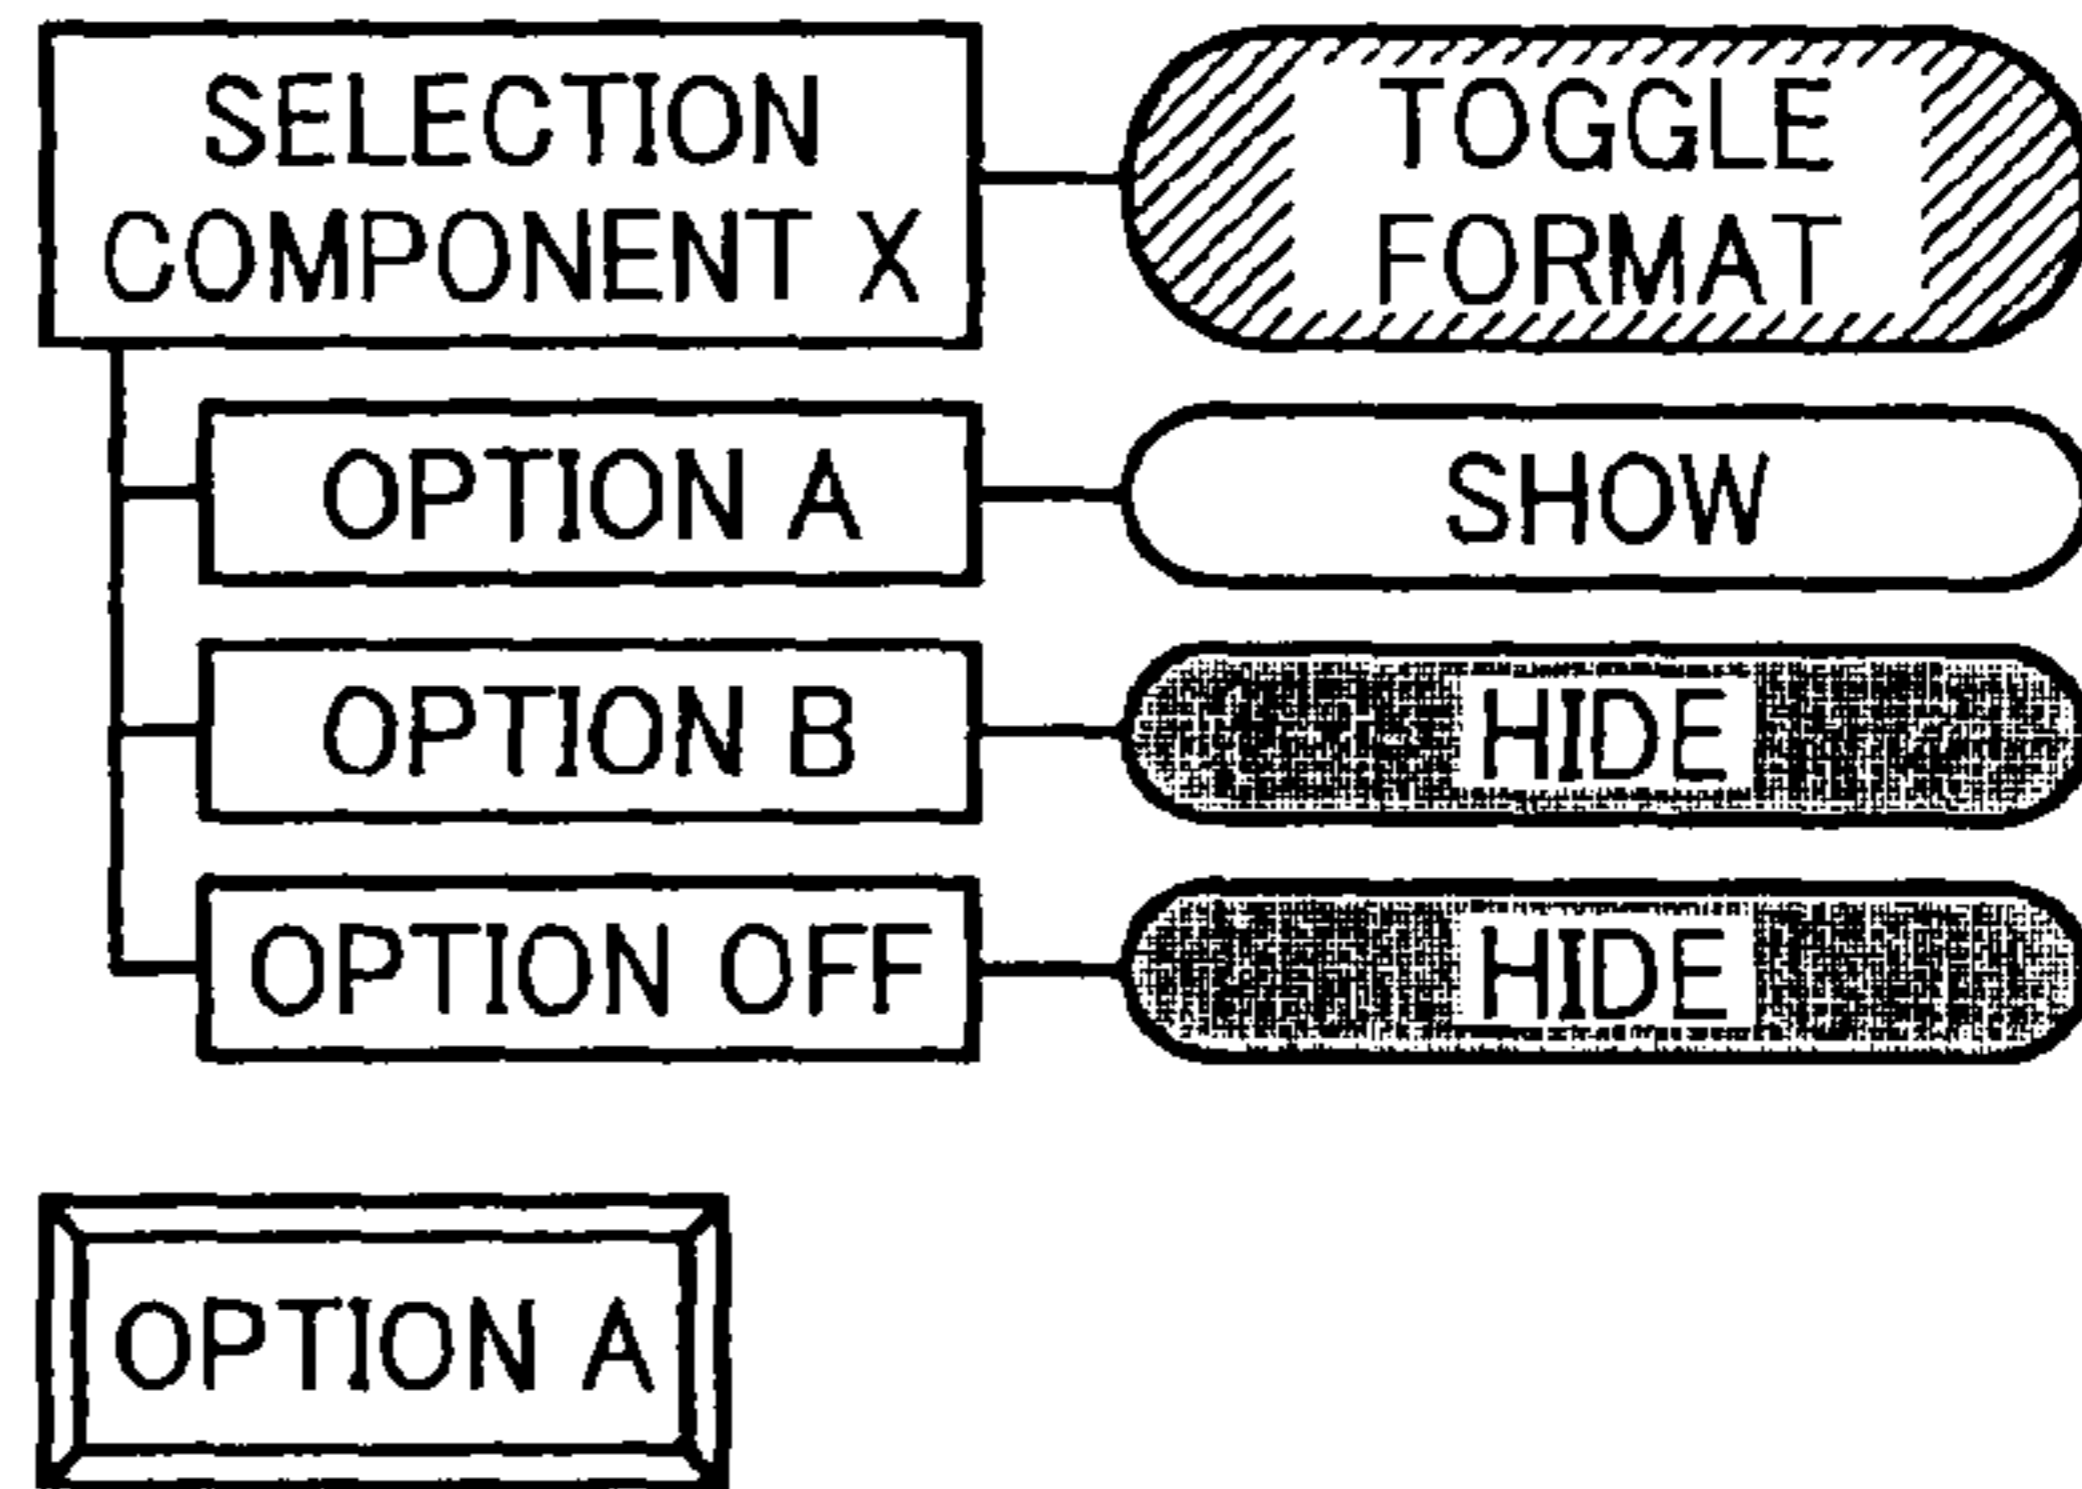 SELECTION
COMPONENT X
TOGGLE
FORMAT
OPTION A
SHOW
OPTION B
HIDE
OPTION OFF
HIDE
OPTION A